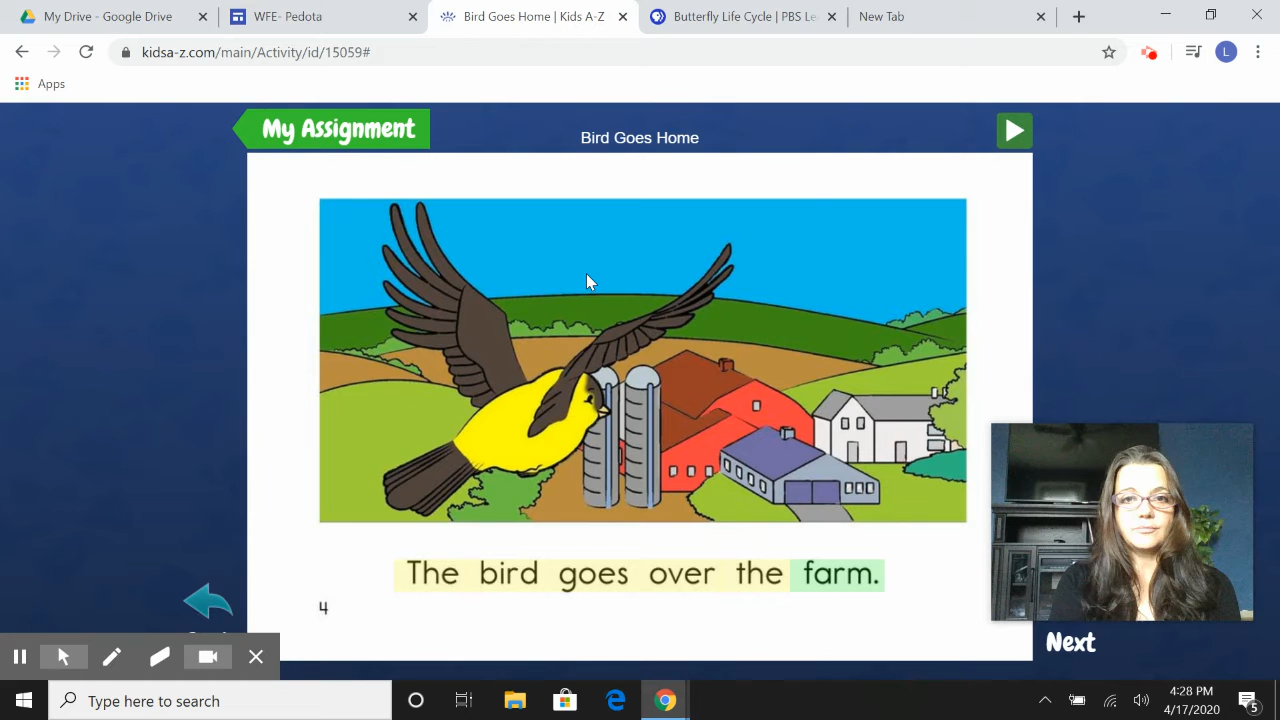 My Drive - Google Drive
WFE- Pedota
Bird Goes Home | Kids A-Z
Butterfly Life Cycle | PBS Le
New Tab
kidsa-z.com/main/Activity/id/15059#
L
Apps
My Assignment
Bird Goes Home
The bird goes over the farm.
4
Next
Type here to search
4:28 PM
4/17/2020
5